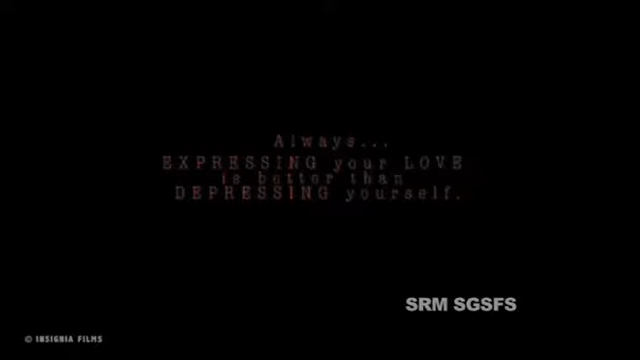 Always...
EXPRESSING your LOVE
is better than
DEPRESSING yourself.
SRM SGSFS
© INSIGNIA FILMS